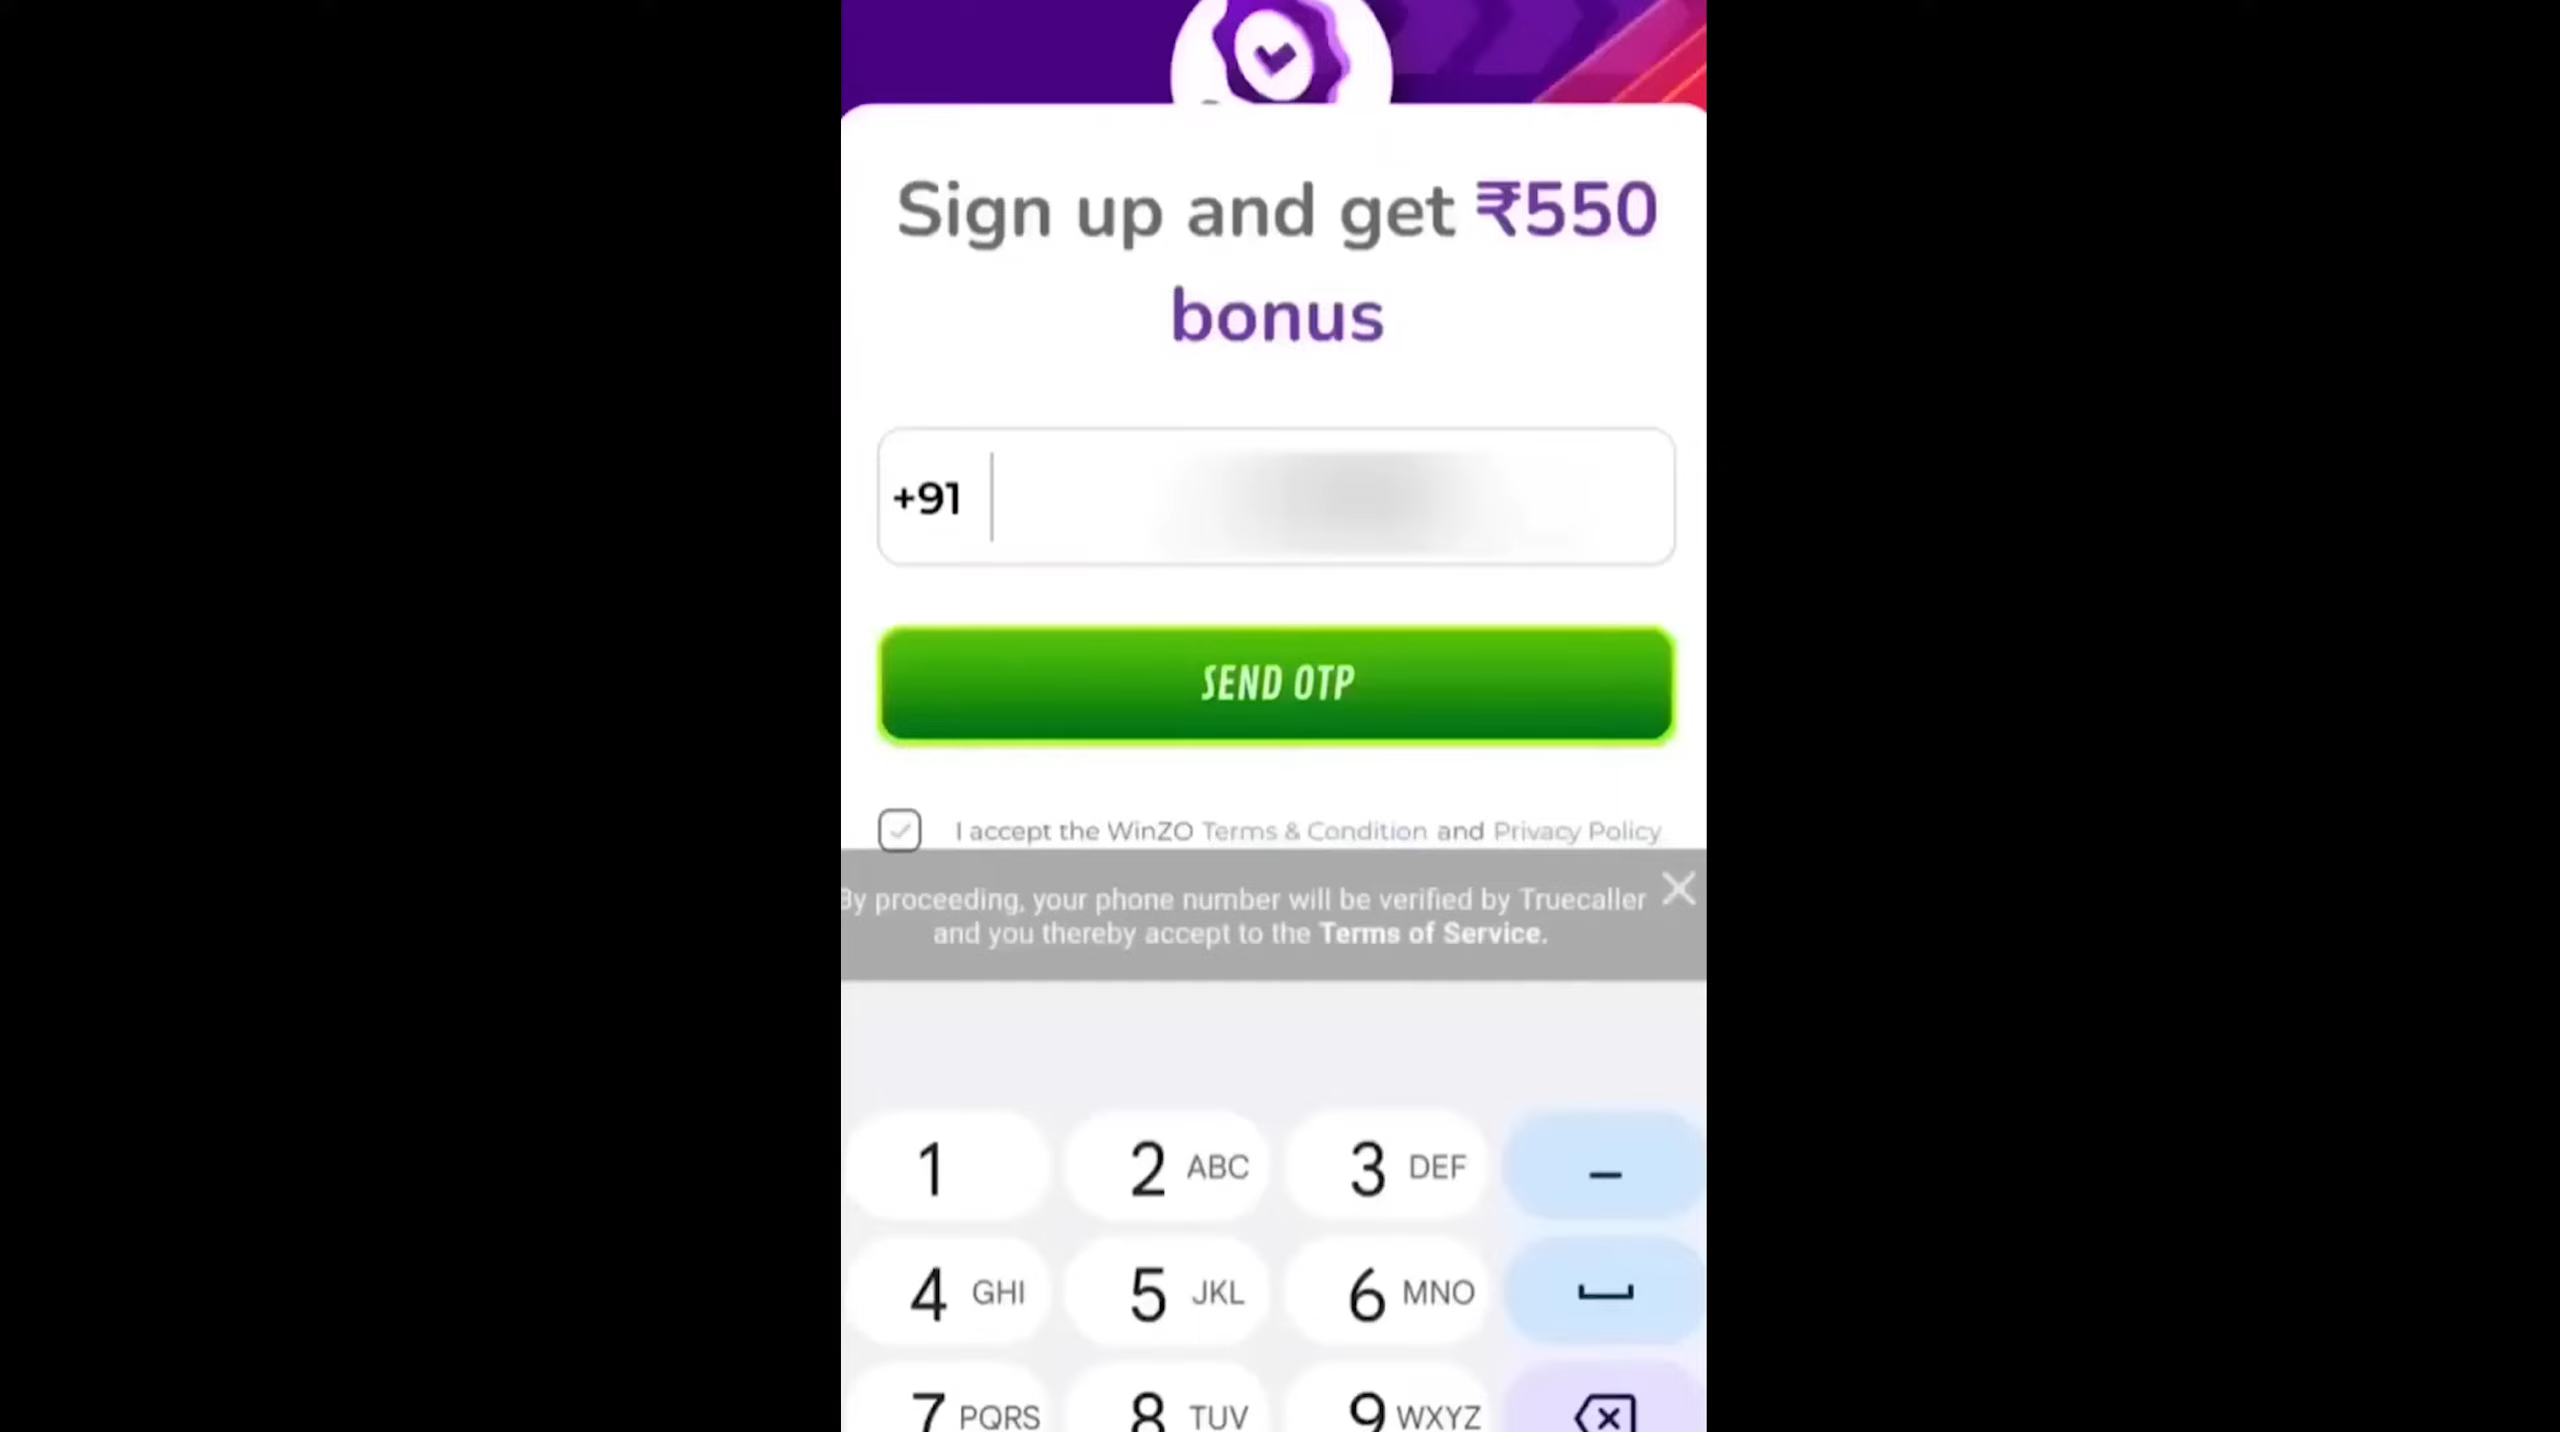 Sign up and get ₹550
bonus
+91
SEND OTP
I accept the WinZO Terms & Condition and Privacy Policy
By proceeding, your phone number will be verified by Truecaller
and you thereby accept to the Terms of Service.
1 2 ABC 3 DEF –
4 GHI 5 JKL 6 MNO
7 PQRS 8 TUV 9 WXYZ